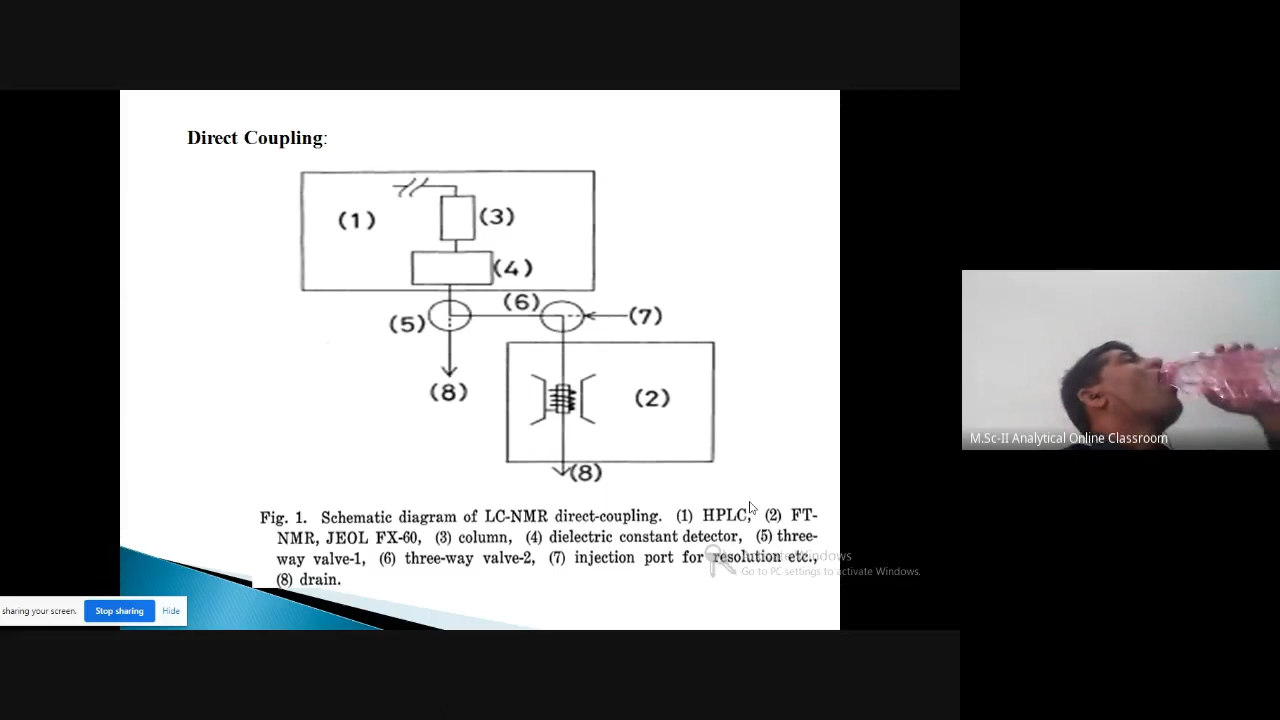 Direct Coupling:
(1)
(3)
(4)
(5)
(6)
(7)
(8)
(2)
(8)
Fig. 1. Schematic diagram of LC-NMR direct-coupling. (1) HPLC, (2) FT-
NMR, JEOL FX-60, (3) column, (4) dielectric constant detector, (5) three-
way valve-1, (6) three-way valve-2, (7) injection port for resolution etc.,
(8) drain.
Windows
Go to PC settings to activate Windows.
sharing your screen.
Stop sharing
Hide
M.Sc-II Analytical Online Classroom